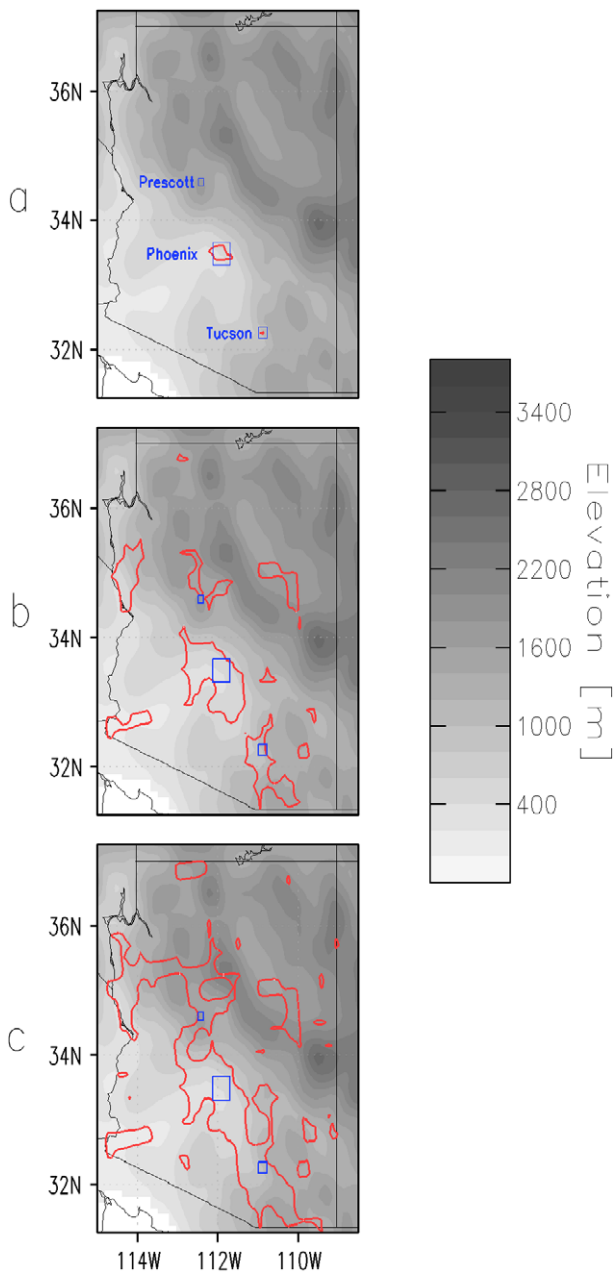 a
36N
34N
32N
Prescott
Phoenix
Tucson
b
36N
34N
32N
c
36N
34N
32N
114W 112W 110W
3400
2800
2200
1600
1000
400
Elevation [m]